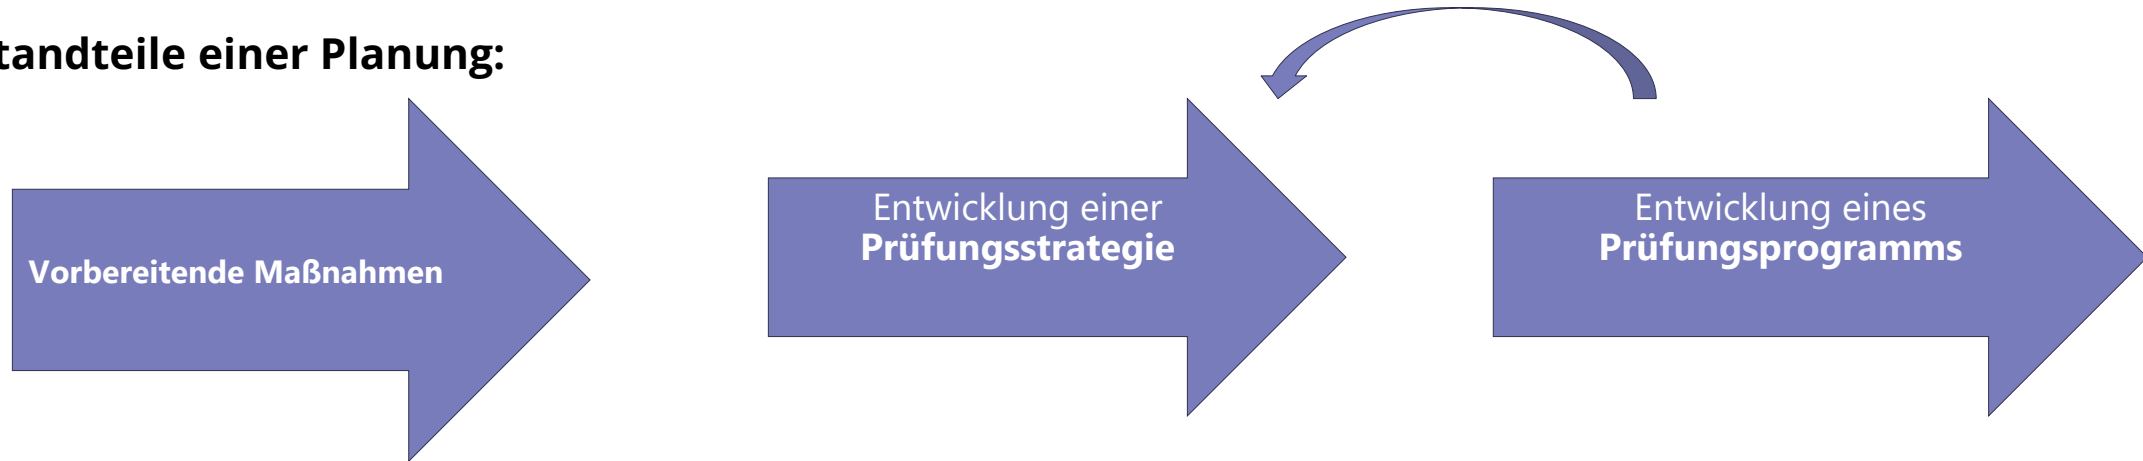 tandteile einer Planung:
Vorbereitende Maßnahmen
Entwicklung einer
Prüfungsstrategie
Entwicklung eines
Prüfungsprogramms